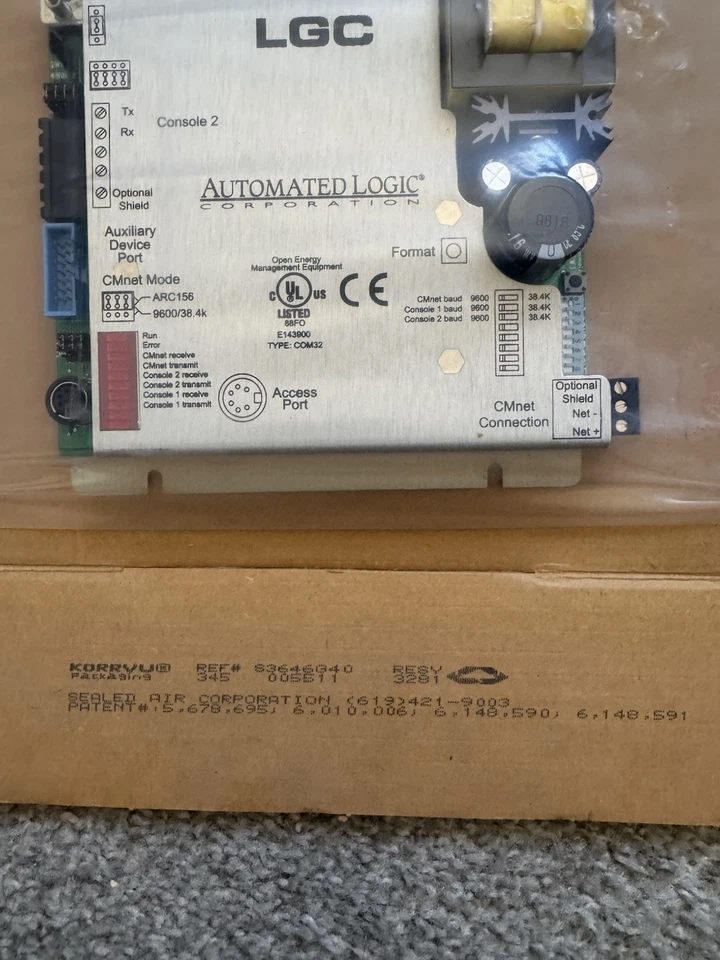 LGC
Tx
Rx
Console 2
Optional
Shield
AUTOMATED LOGIC®
CORPORATION
Auxiliary
Device
Port
Format
CMnet Mode
ARC156
9600/38.4k
Open Energy
Management Equipment
C UL US
LISTED
88FO
E143900
TYPE: COM32
CE
CMnet baud 9600 38.4K
Console 1 baud 9600 38.4K
Console 2 baud 9600 38.4K
Run
Error
CMnet receive
CMnet transmit
Console 2 receive
Console 2 transmit
Console 1 receive
Console 1 transmit
Access
Port
CMnet
Connection
Optional
Shield
Net -
Net +
KORRVU® REF# S3646G40 RESY
Packaging 345 005B11 3281
SEALED AIR CORPORATION (619)421-9003
PATENT#:5,678,695, 6,010,006, 6,148,590, 6,148,591